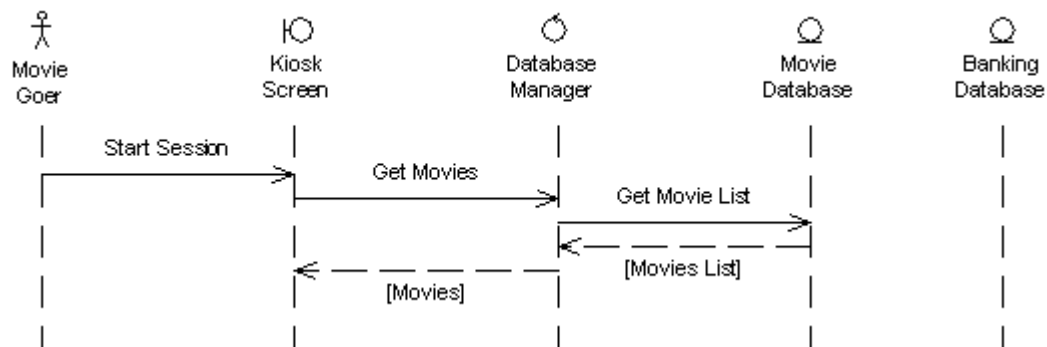 Movie
Goer
Kiosk
Screen
Database
Manager
Movie
Database
Banking
Database
Start Session
Get Movies
Get Movie List
[Movies List]
[Movies]